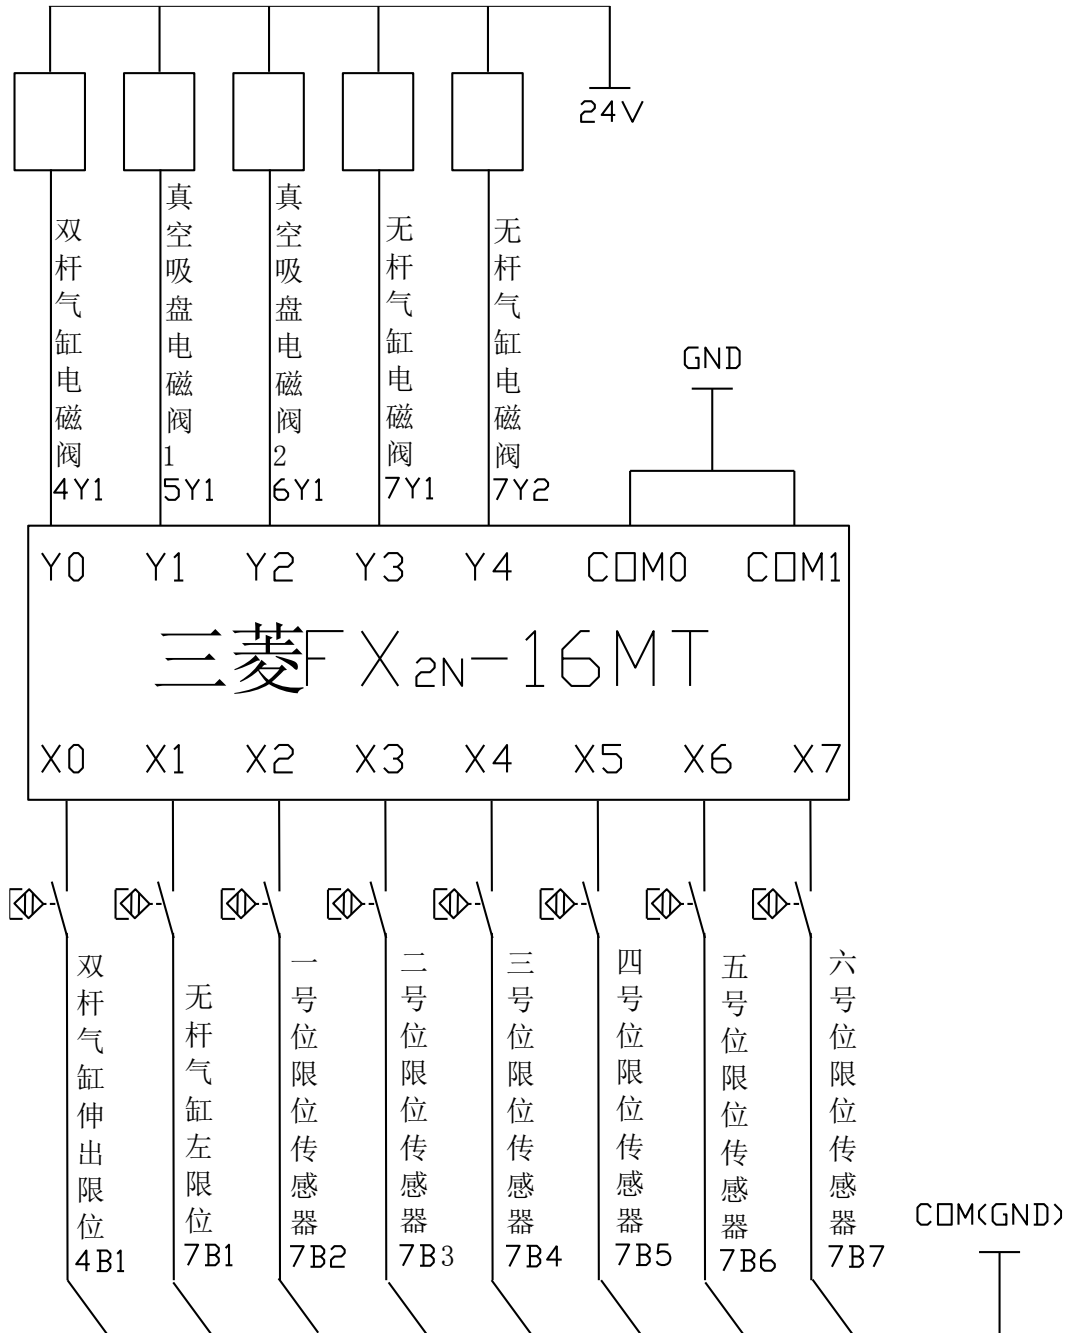 24V
双杆气缸电磁阀
4Y1
真空吸盘电磁阀1
5Y1
真空吸盘电磁阀2
6Y1
无杆气缸电磁阀
7Y1
无杆气缸电磁阀
7Y2
GND
Y0 Y1 Y2 Y3 Y4 COM0 COM1
三菱FX2N-16MT
X0 X1 X2 X3 X4 X5 X6 X7
双杆气缸伸出限位
4B1
无杆气缸左限位
7B1
一号位限位传感器
7B2
二号位限位传感器
7B3
三号位限位传感器
7B4
四号位限位传感器
7B5
五号位限位传感器
7B6
六号位限位传感器
7B7
COM(GND)